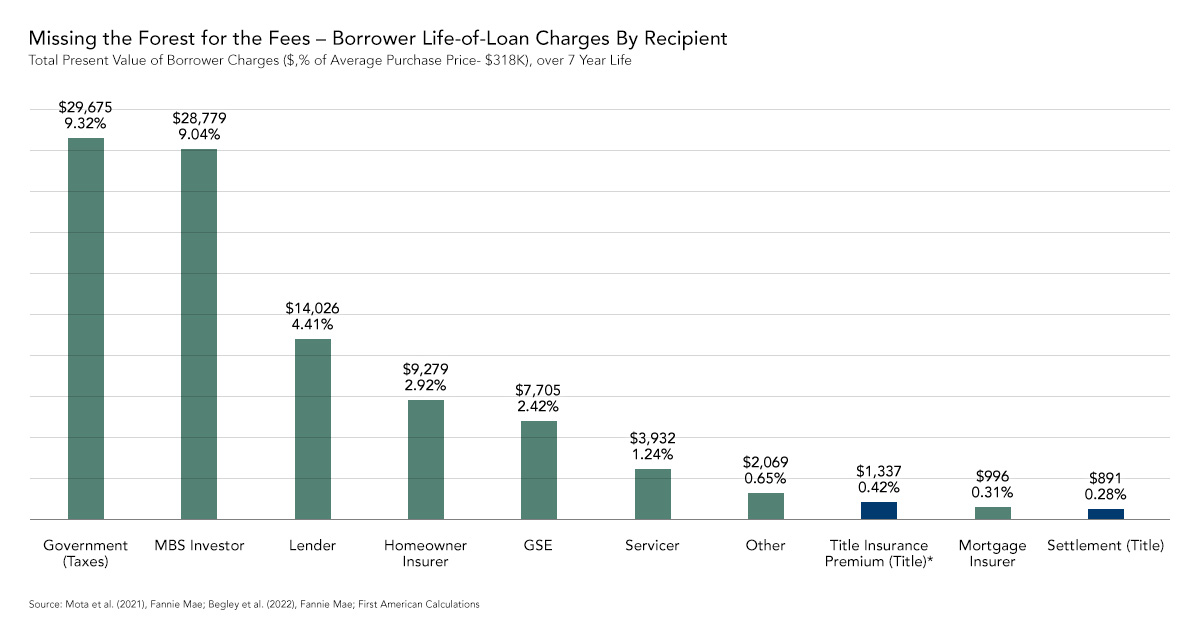 Missing the Forest for the Fees – Borrower Life-of-Loan Charges By Recipient
Total Present Value of Borrower Charges ($,% of Average Purchase Price- $318K), over 7 Year Life
$29,675
9.32%
$28,779
9.04%
$14,026
4.41%
$9,279
2.92%
$7,705
2.42%
$3,932
1.24%
$2,069
0.65%
$1,337
0.42%
$996
0.31%
$891
0.28%
Government
(Taxes)
MBS Investor
Lender
Homeowner
Insurer
GSE
Servicer
Other
Title Insurance
Premium (Title)*
Mortgage
Insurer
Settlement (Title)
Source: Mota et al. (2021), Fannie Mae; Begley et al. (2022), Fannie Mae; First American Calculations